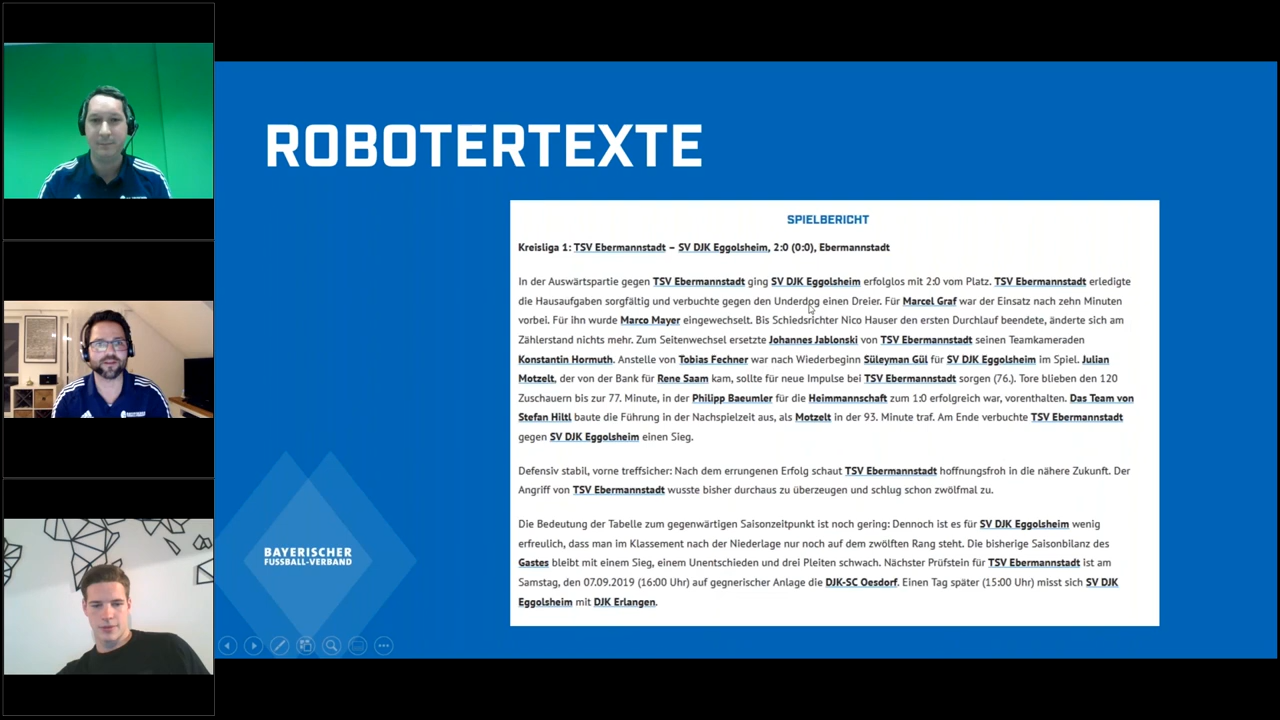 ROBOTERTEXTE
SPIELBERICHT
Kreisliga 1: TSV Ebermannstadt – SV DJK Eggolsheim, 2:0 (0:0), Ebermannstadt
In der Auswärtspartie gegen TSV Ebermannstadt ging SV DJK Eggolsheim erfolglos mit 2:0 vom Platz. TSV Ebermannstadt erledigte
die Hausaufgaben sorgfältig und verbuchte gegen den Underdog einen Dreier. Für Marcel Graf war der Einsatz nach zehn Minuten
vorbei. Für ihn wurde Marco Mayer eingewechselt. Bis Schiedsrichter Nico Hauser den ersten Durchlauf beendete, änderte sich am
Zählerstand nichts mehr. Zum Seitenwechsel ersetzte Johannes Jablonski von TSV Ebermannstadt seinen Teamkameraden
Konstantin Hormuth. Anstelle von Tobias Fechner war nach Wiederbeginn Süleyman Gül für SV DJK Eggolsheim im Spiel. Julian
Motzelt, der von der Bank für Rene Saam kam, sollte für neue Impulse bei TSV Ebermannstadt sorgen (76.). Tore blieben den 120
Zuschauern bis zur 77. Minute, in der Philipp Baeumler für die Heimmannschaft zum 1:0 erfolgreich war, vorenthalten. Das Team von
Stefan Hiltl baute die Führung in der Nachspielzeit aus, als Motzelt in der 93. Minute traf. Am Ende verbuchte TSV Ebermannstadt
gegen SV DJK Eggolsheim einen Sieg.
Defensiv stabil, vorne treffsicher: Nach dem errungenen Erfolg schaut TSV Ebermannstadt hoffnungsfroh in die nähere Zukunft. Der
Angriff von TSV Ebermannstadt wusste bisher durchaus zu überzeugen und schlug schon zwölfmal zu.
Die Bedeutung der Tabelle zum gegenwärtigen Saisonzeitpunkt ist noch gering: Dennoch ist es für SV DJK Eggolsheim wenig
erfreulich, dass man im Klassement nach der Niederlage nur noch auf dem zwölften Rang steht. Die bisherige Saisonbilanz des
Gastes bleibt mit einem Sieg, einem Unentschieden und drei Pleiten schwach. Nächster Prüfstein für TSV Ebermannstadt ist am
Samstag, den 07.09.2019 (16:00 Uhr) auf gegnerischer Anlage die DJK-SC Oesdorf. Einen Tag später (15:00 Uhr) misst sich SV DJK
Eggolsheim mit DJK Erlangen.
BAYERISCHER
FUSSBALL-VERBAND